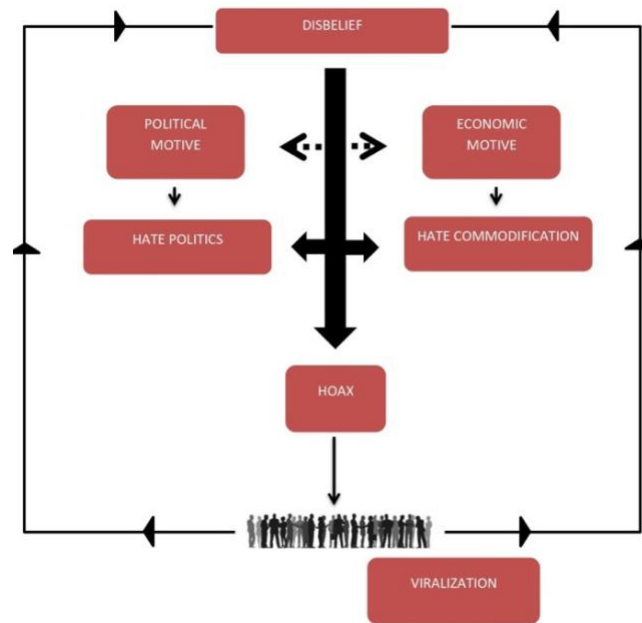 DISBELIEF
POLITICAL
MOTIVE
ECONOMIC
MOTIVE
HATE POLITICS
HATE COMMODIFICATION
HOAX
VIRALIZATION